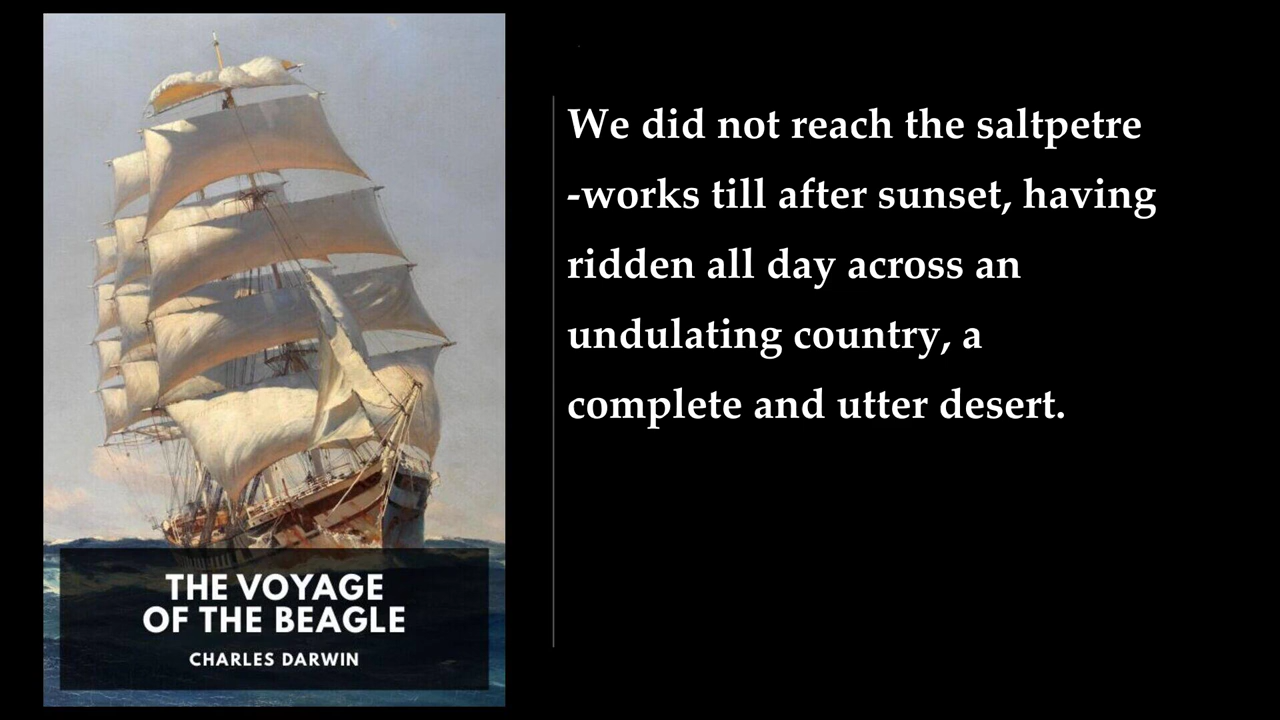 We did not reach the saltpetre
-works till after sunset, having
ridden all day across an
undulating country, a
complete and utter desert.
THE VOYAGE
OF THE BEAGLE
CHARLES DARWIN